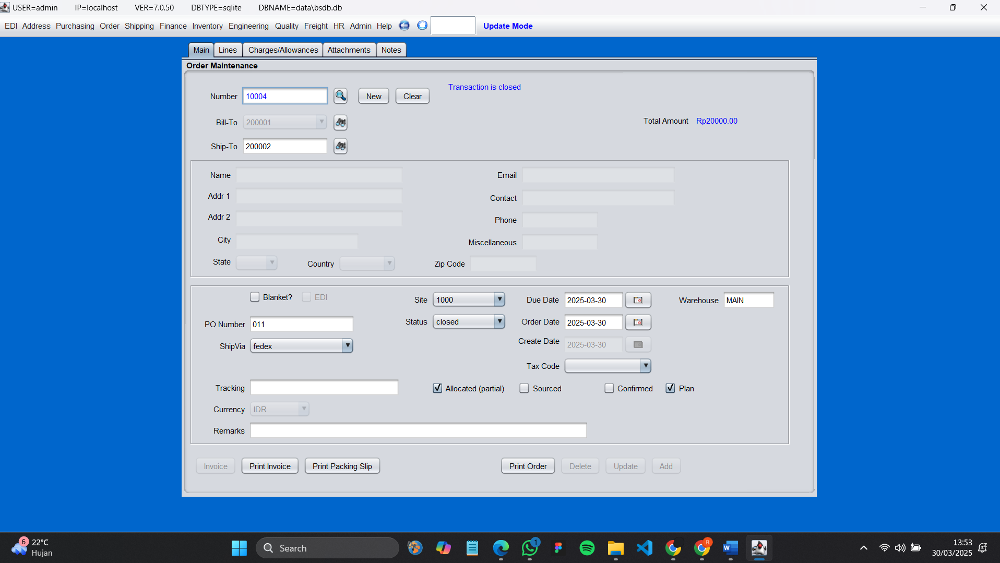 USER=admin IP=localhost VER=7.0.50 DBTYPE=sqlite DBNAME=data\bsdb.db
EDI Address Purchasing Order Shipping Finance Inventory Engineering Quality Freight HR Admin Help Update Mode
Main Lines Charges/Allowances Attachments Notes
Order Maintenance
Transaction is closed
Number 10004 New Clear
Bill-To 200001 Total Amount Rp20000.00
Ship-To 200002
Name Email
Addr 1 Contact
Addr 2 Phone
City Miscellaneous
State Country Zip Code
Blanket? EDI Site 1000 Due Date 2025-03-30 Warehouse MAIN
PO Number 011 Status closed Order Date 2025-03-30
ShipVia fedex Create Date 2025-03-30
Tax Code
Tracking Allocated (partial) Sourced Confirmed Plan
Currency IDR
Remarks
Invoice Print Invoice Print Packing Slip Print Order Delete Update Add
6 22°C
Hujan
Search
1
R
W
13:53
30/03/2025